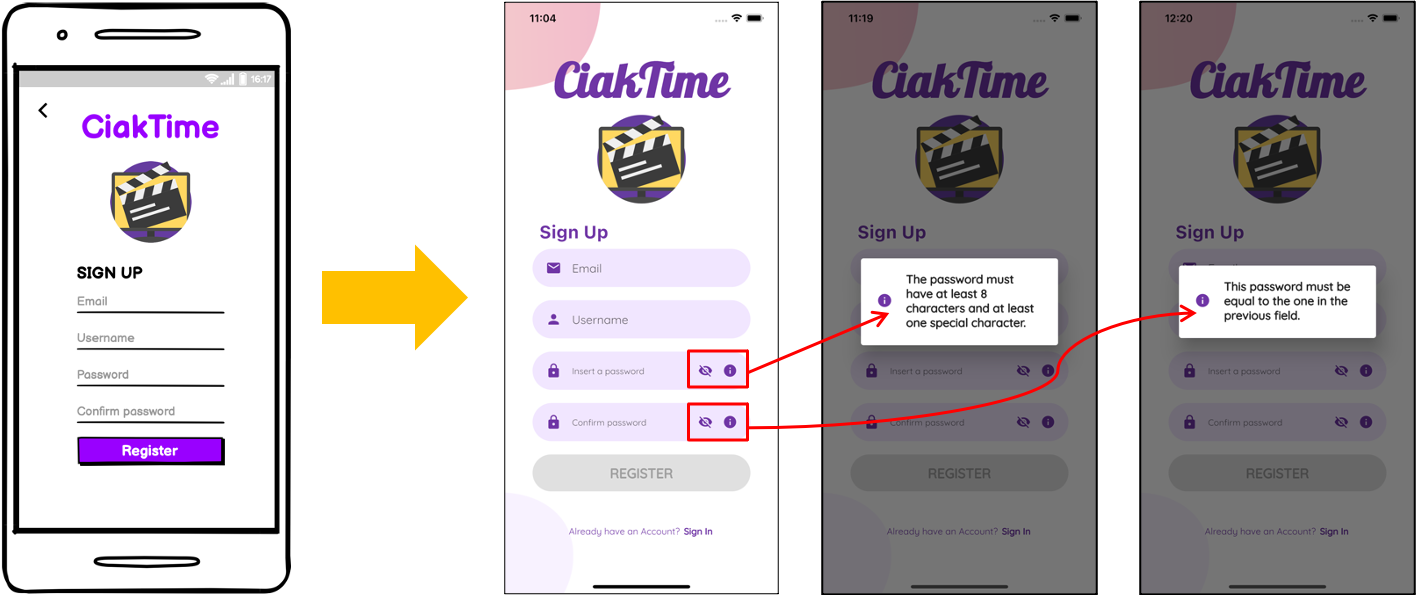 16:17
CiakTime
SIGN UP
Email
Username
Password
Confirm password
Register
11:04
CiakTime
Sign Up
Email
Username
Insert a password
Confirm password
REGISTER
Already have an Account? Sign In
11:19
CiakTime
Sign Up
The password must
have at least 8
characters and at least
one special character.
Insert a password
Confirm password
REGISTER
Already have an Account? Sign In
12:20
CiakTime
Sign Up
This password must be
equal to the one in the
previous field.
Insert a password
Confirm password
REGISTER
Already have an Account? Sign In